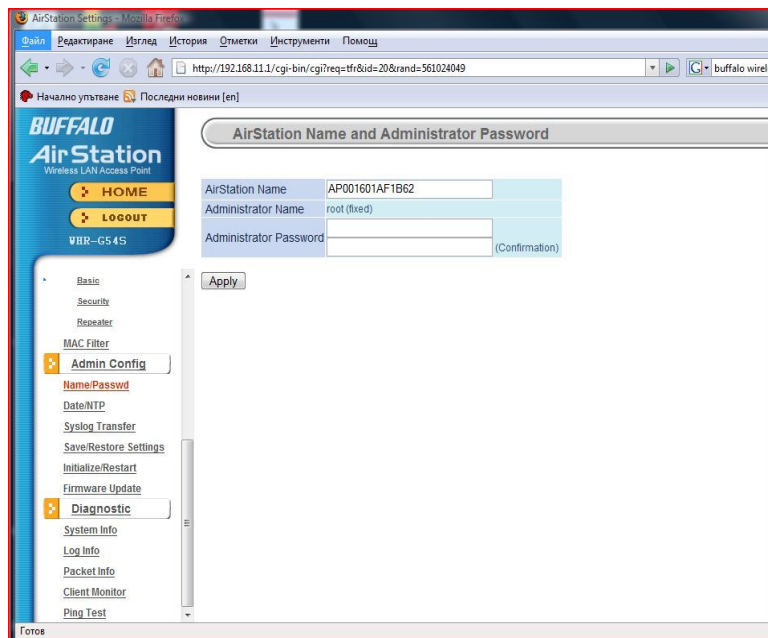 AirStation Settings - Mozilla Firefox
Файл Редактиране Изглед История Отметки Инструменти Помощ
http://192.168.11.1/cgi-bin/cgi?req=tfr&id=20&rand=561024049
G buffalo wirel
Начално упътване Последни новини [en]
BUFFALO
AirStation
Wireless LAN Access Point
HOME
LOGOUT
WHR-G54S
Basic
Security
Repeater
MAC Filter
Admin Config
Name/Passwd
Date/NTP
Syslog Transfer
Save/Restore Settings
Initialize/Restart
Firmware Update
Diagnostic
System Info
Log Info
Packet Info
Client Monitor
Ping Test
AirStation Name and Administrator Password
AirStation Name AP001601AF1B62
Administrator Name root (fixed)
Administrator Password
(Confirmation)
Apply
Готов